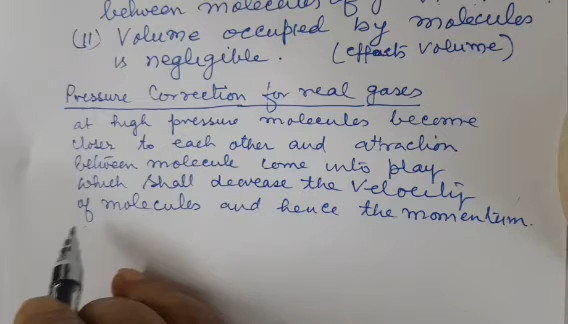 between molecules of
(II) Volume occupied by molecules
is negligible. (effects volume)
Pressure Correction for real gases
at high pressure molecules become
closer to each other and attraction
between molecule come into play
which shall decrease the velocity
of molecules and hence the momentum.